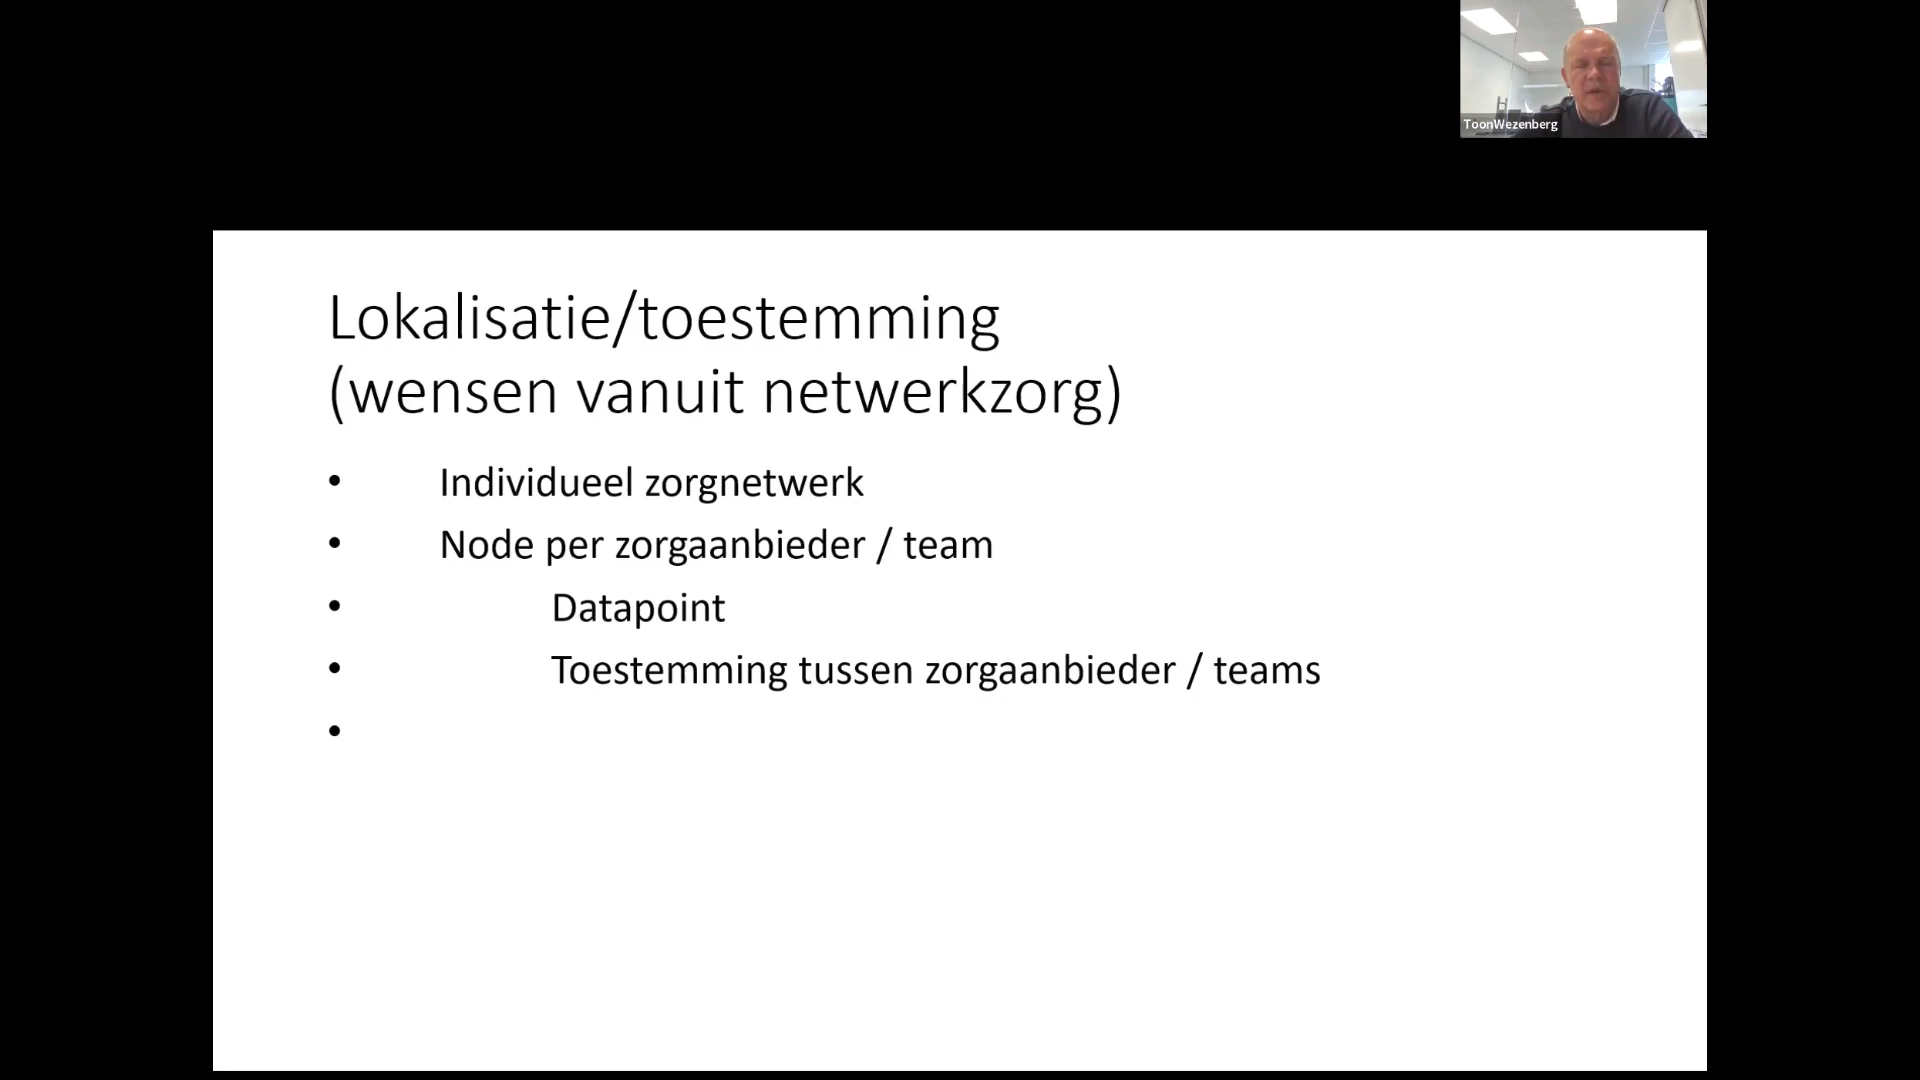 ToonWezenberg
Lokalisatie/toestemming
(wensen vanuit netwerkzorg)
• Individueel zorgnetwerk
• Node per zorgaanbieder / team
• Datapoint
• Toestemming tussen zorgaanbieder / teams
•